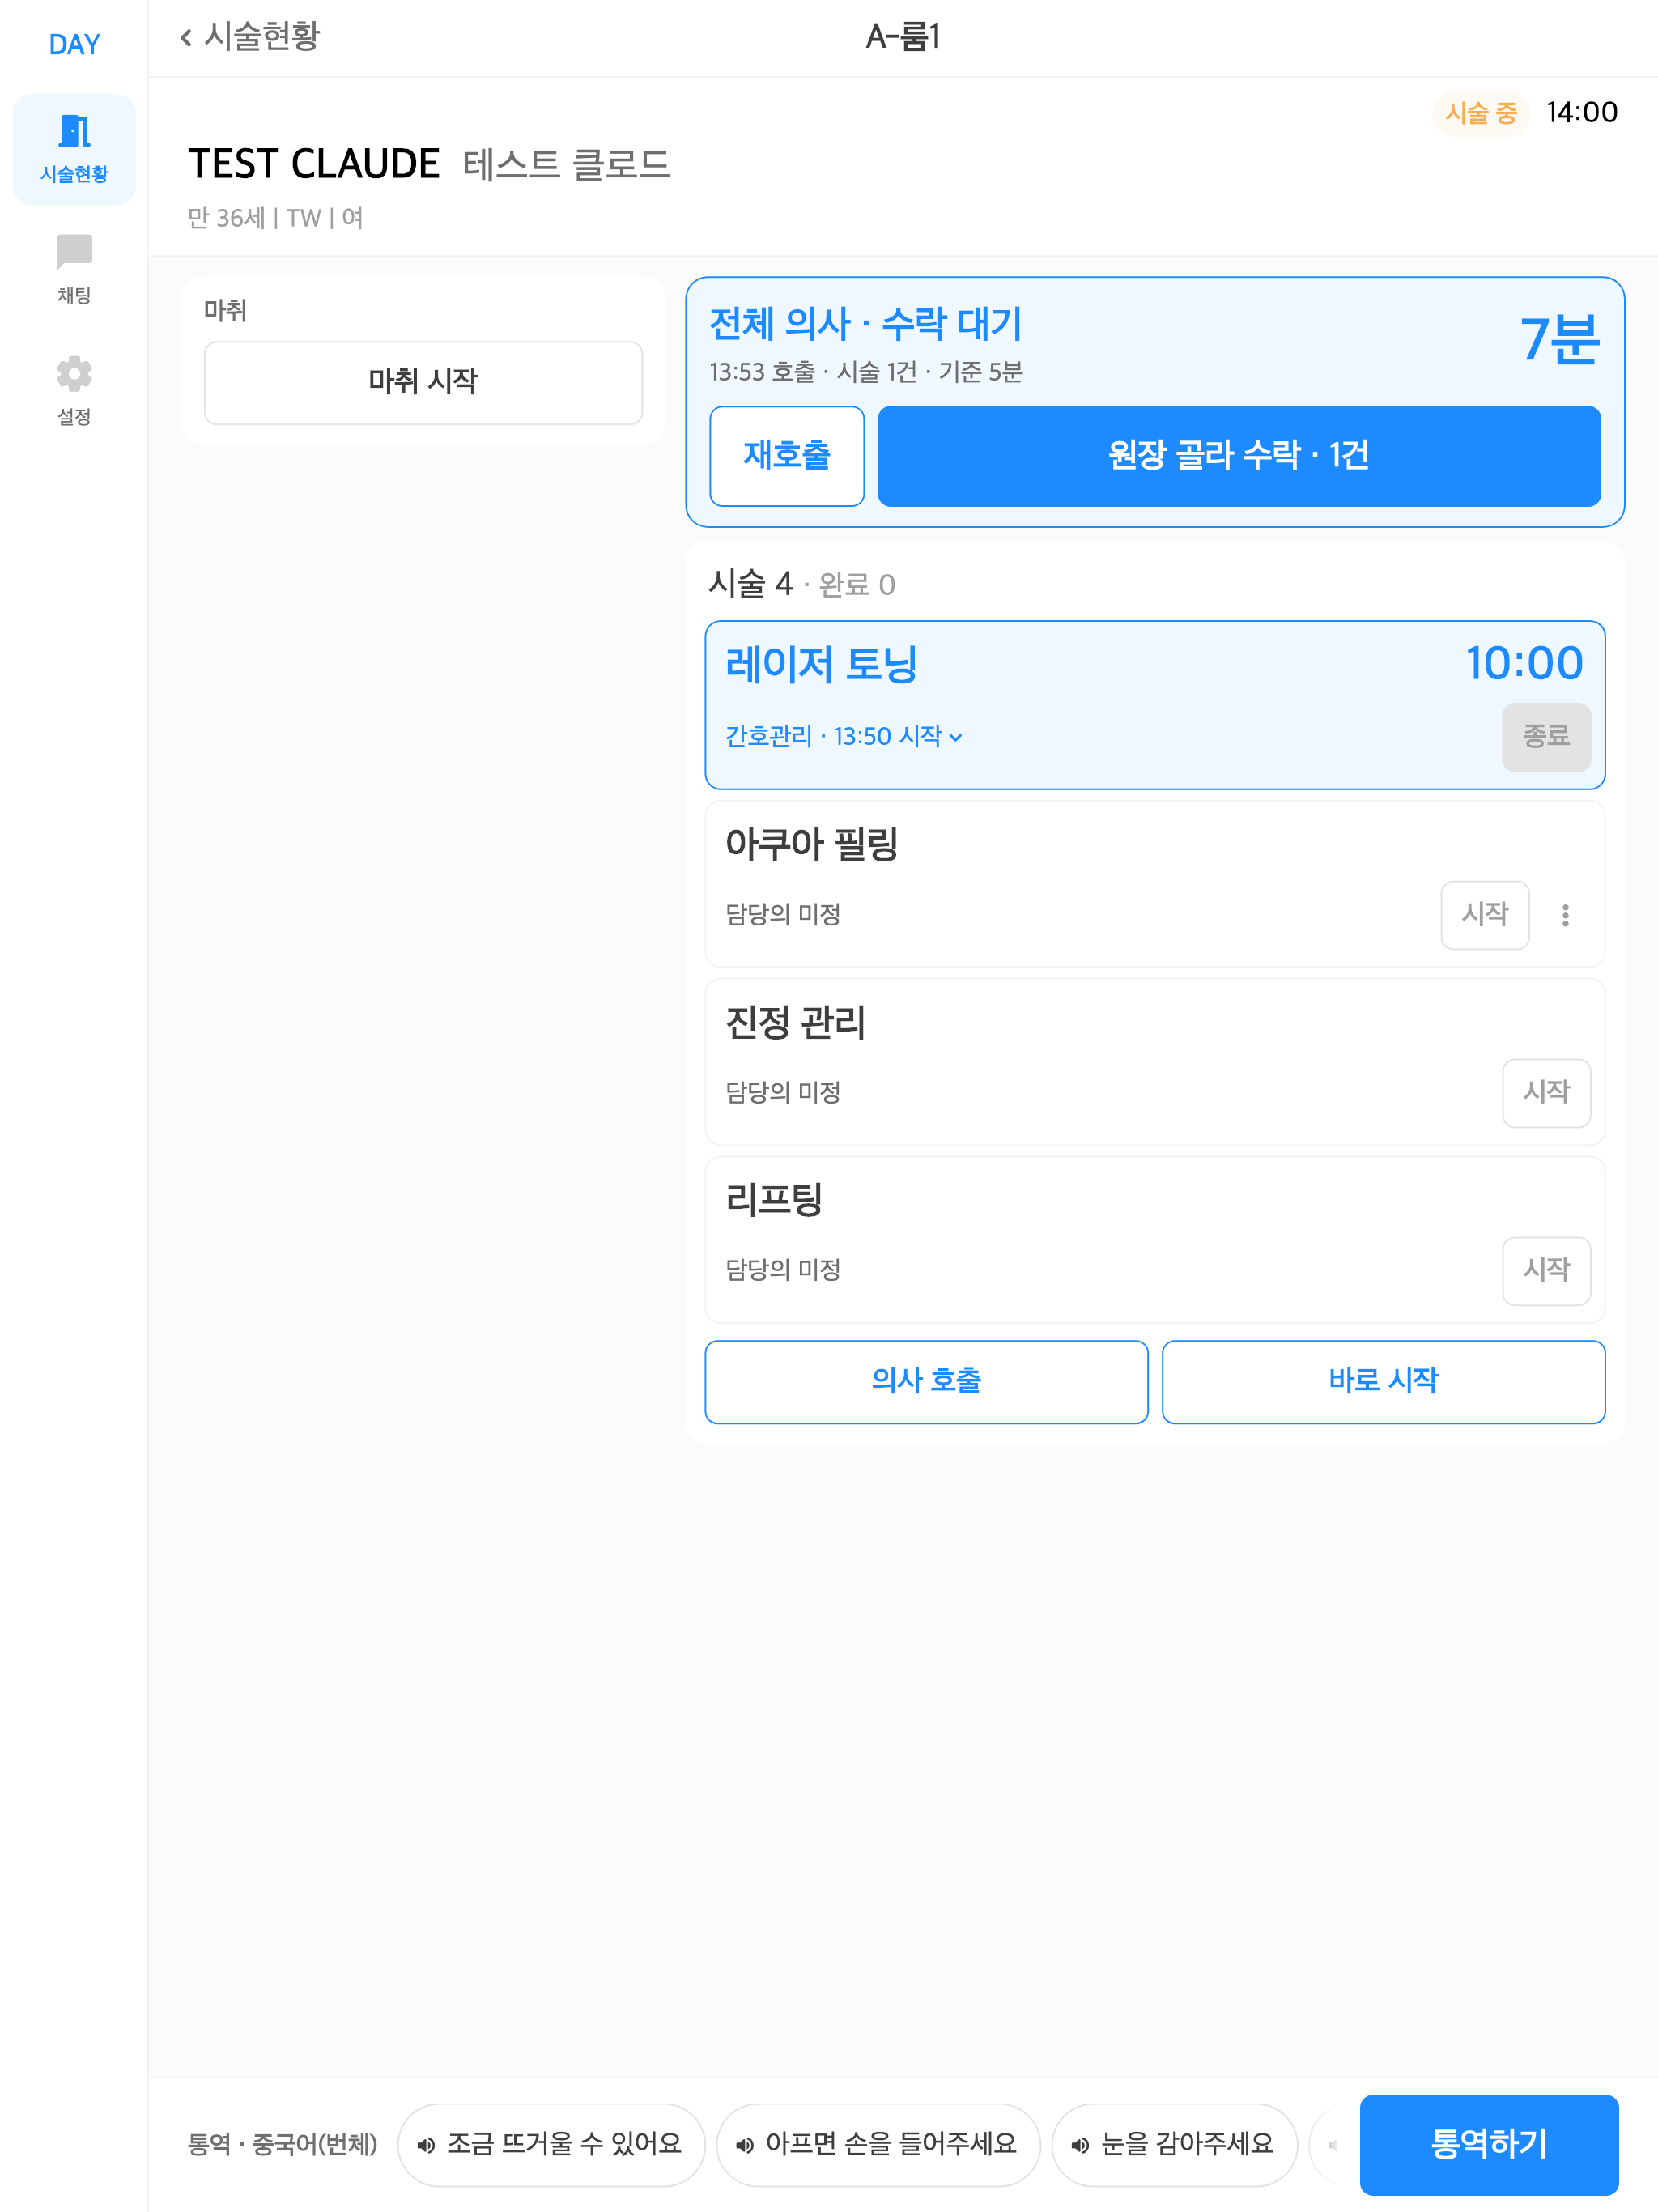 DAY
시술현황
채팅
설정
시술현황
A-룸1
시술 중 14:00
TEST CLAUDE 테스트 클로드
만 36세 | TW | 여
마취
마취 시작
전체 의사 · 수락 대기
7분
13:53 호출 · 시술 1건 · 기준 5분
재호출
원장 골라 수락 · 1건
시술 4 · 완료 0
레이저 토닝
10:00
간호관리 · 13:50 시작
종료
아쿠아 필링
담당의 미정
시작
진정 관리
담당의 미정
시작
리프팅
담당의 미정
시작
의사 호출
바로 시작
통역 · 중국어(번체)
조금 뜨거울 수 있어요
아프면 손을 들어주세요
눈을 감아주세요
통역하기